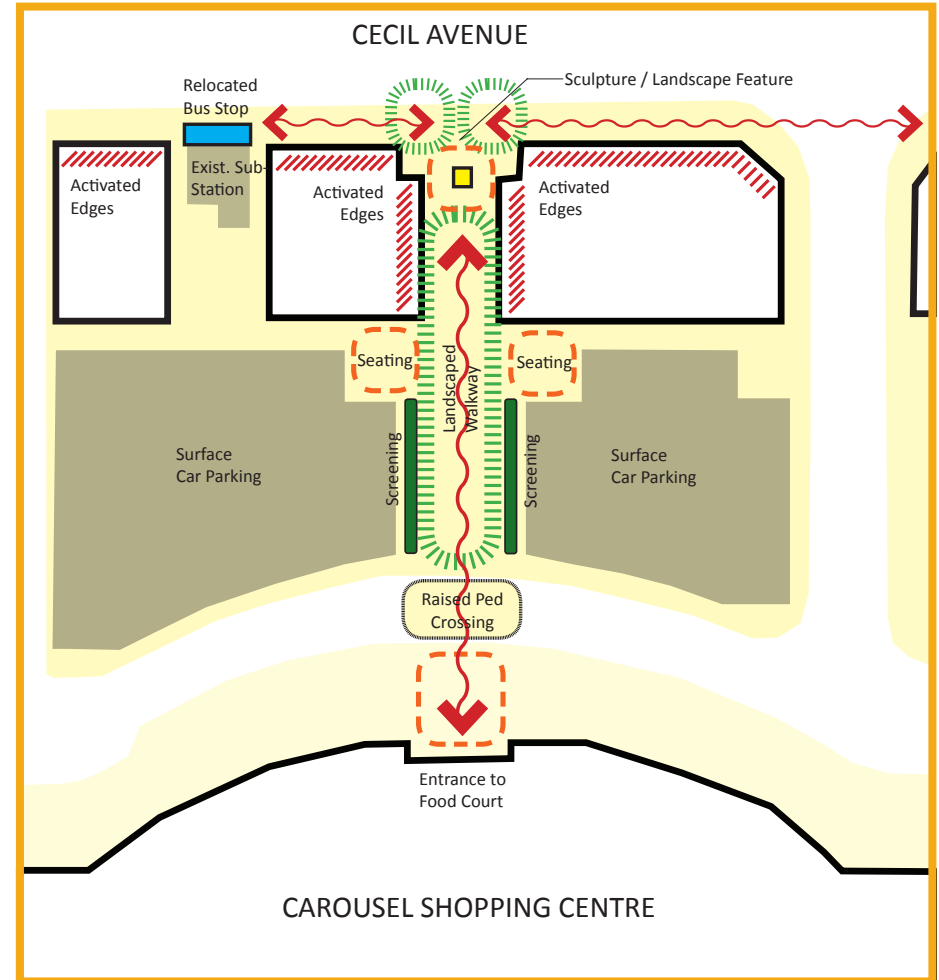 CECIL AVENUE
Sculpture / Landscape Feature
Relocated
Bus Stop
Exist. Sub-
Station
Activated
Edges
Activated
Edges
Activated
Edges
Seating
Seating
Landscaped
Walkway
Screening
Screening
Surface
Car Parking
Surface
Car Parking
Raised Ped
Crossing
Entrance to
Food Court
CAROUSEL SHOPPING CENTRE